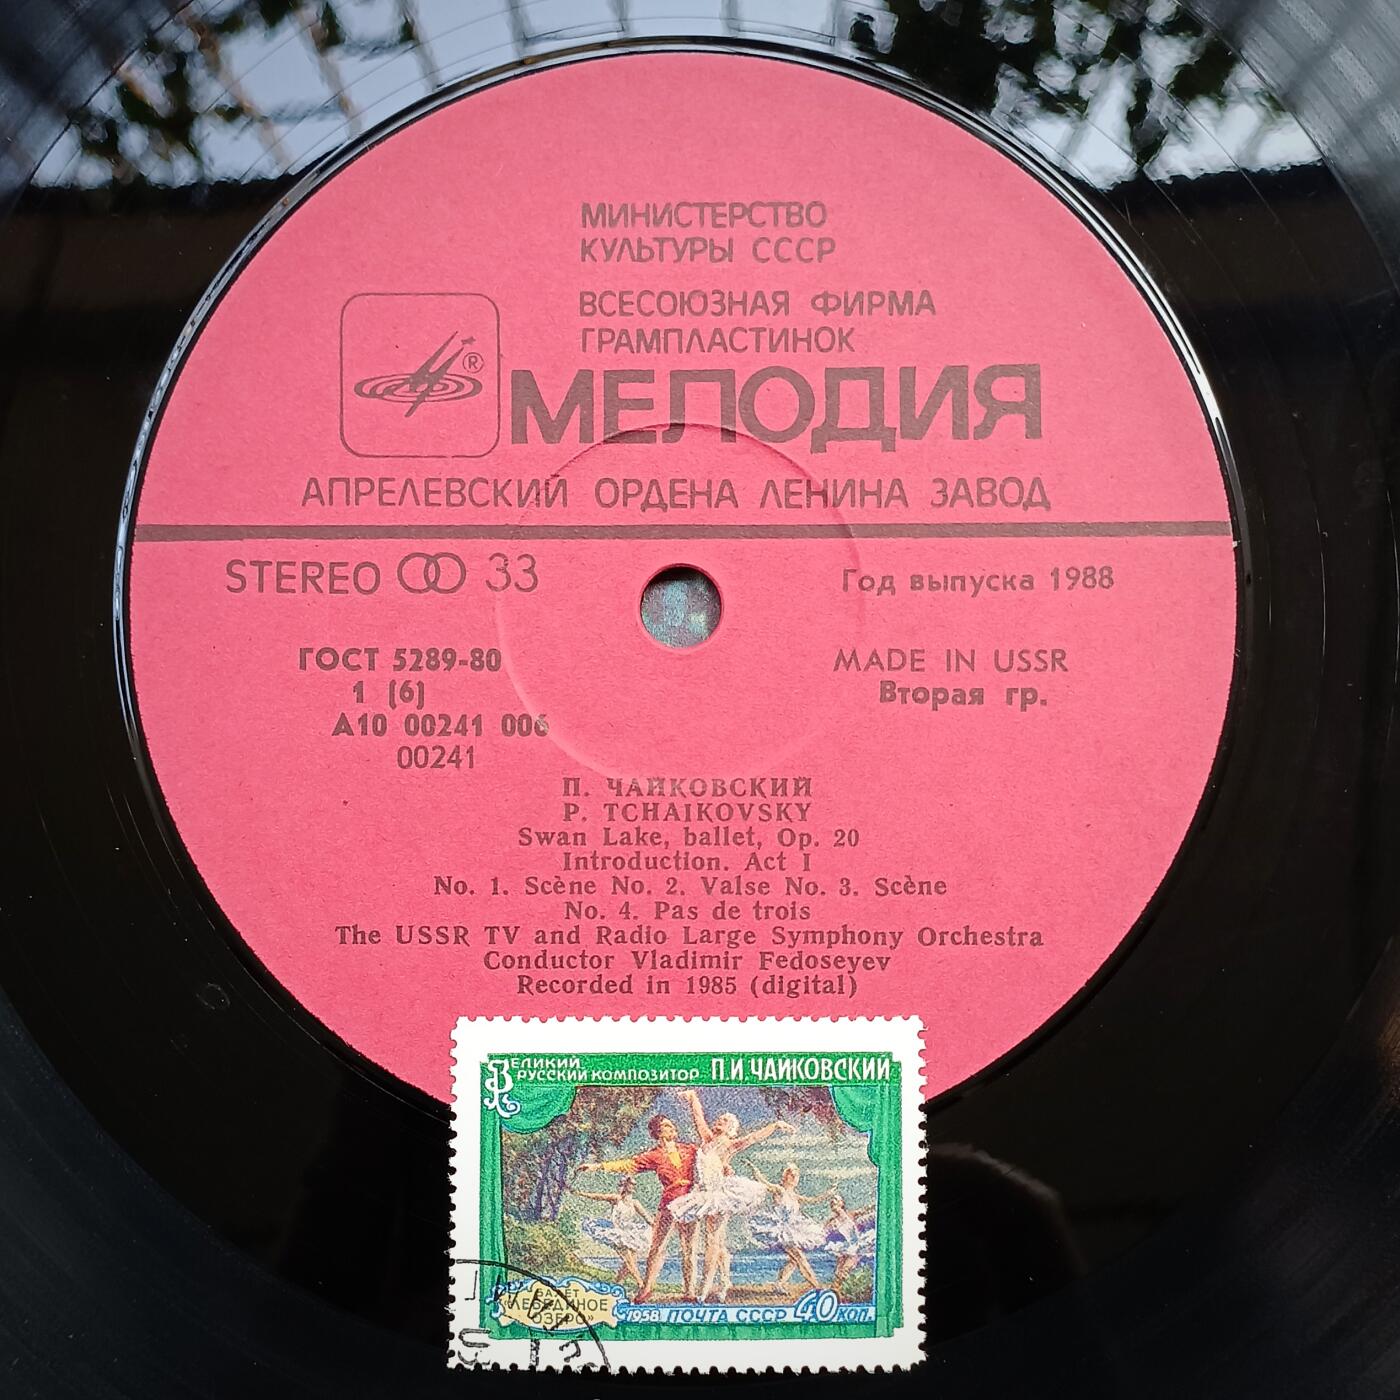 МИНИСТЕРСТВО
КУЛЬТУРЫ СССР
ВСЕСОЮЗНАЯ ФИРМА
ГРАМПЛАСТИНОК
®
МЕЛОДИЯ
АПРЕЛЕВСКИЙ ОРДЕНА ЛЕНИНА ЗАВОД
STEREO 33
Год выпуска 1988
ГОСТ 5289-80
MADE IN USSR
1 (6)
Вторая гр.
А10 00241 006
00241
П. ЧАЙКОВСКИЙ
P. TCHAIKOVSKY
Swan Lake, ballet, Op. 20
Introduction. Act I
No. 1. Scène No. 2. Valse No. 3. Scène
No. 4. Pas de trois
The USSR TV and Radio Large Symphony Orchestra
Conductor Vladimir Fedoseyev
Recorded in 1985 (digital)
ВЕЛИКИЙ
РУССКИЙ КОМПОЗИТОР П.И.ЧАЙКОВСКИЙ
БАЛЕТ
«ЛЕБЕДИНОЕ
ОЗЕРО»
1958 ПОЧТА СССР 40 КОП.